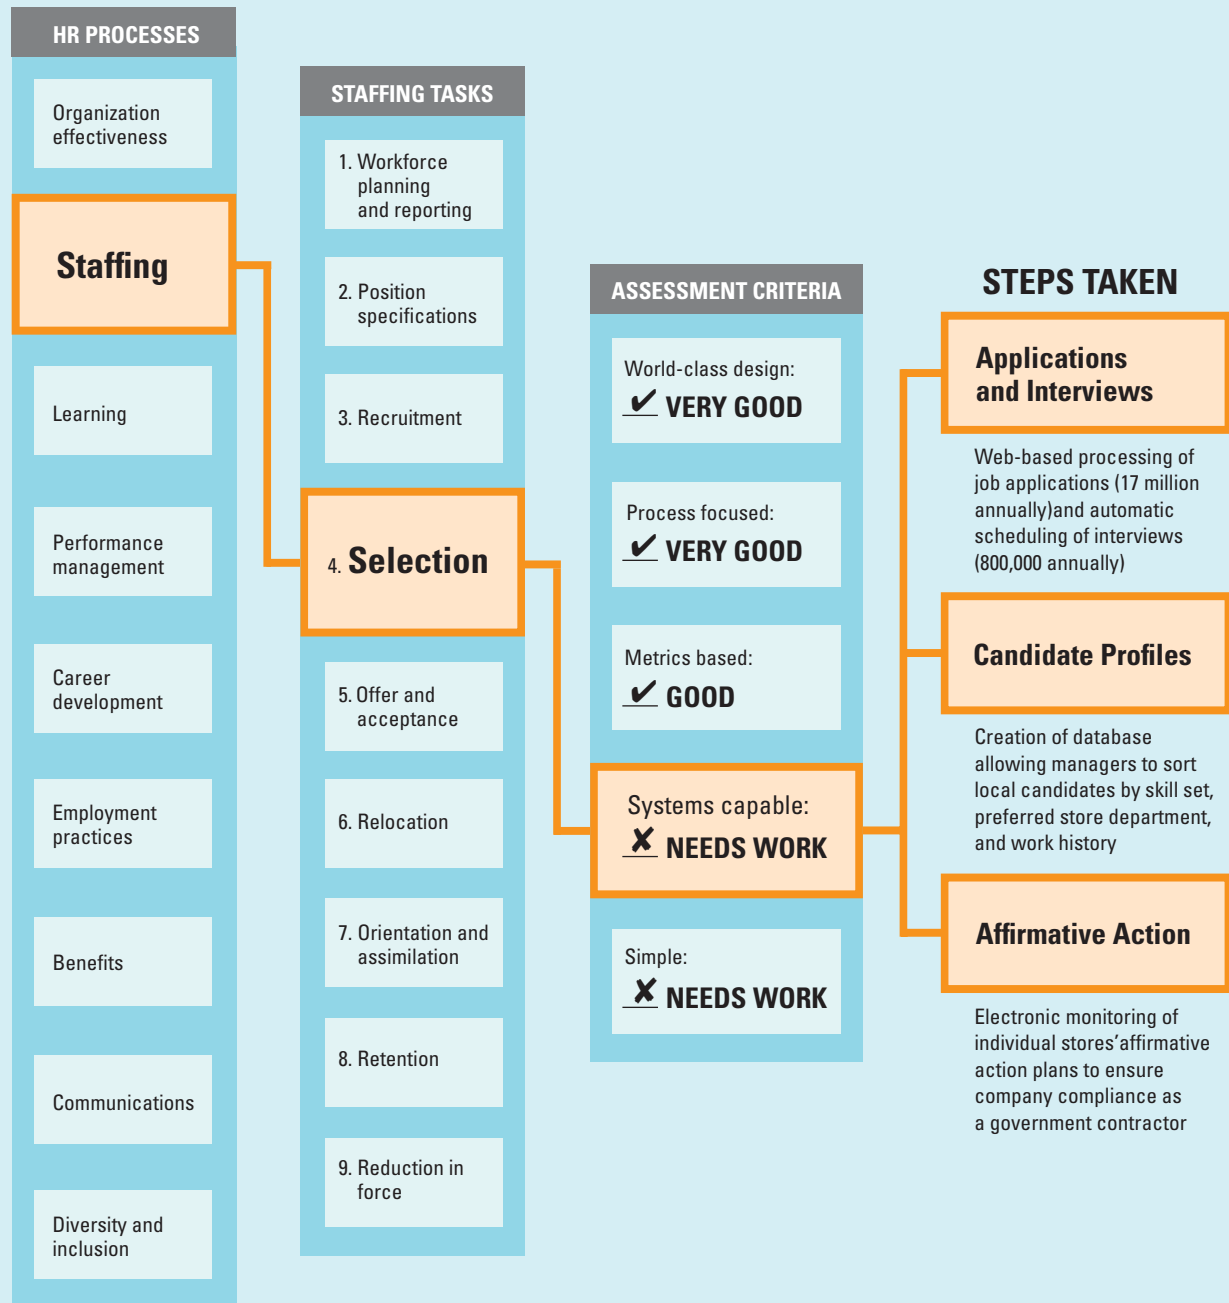 HR PROCESSES
Organization
effectiveness
Staffing
Learning
Performance
management
Career
development
Employment
practices
Benefits
Communications
Diversity and
inclusion
STAFFING TASKS
1. Workforce
planning
and reporting
2. Position
specifications
3. Recruitment
4. Selection
5. Offer and
acceptance
6. Relocation
7. Orientation and
assimilation
8. Retention
9. Reduction in
force
ASSESSMENT CRITERIA
World-class design:
✔ VERY GOOD
Process focused:
✔ VERY GOOD
Metrics based:
✔ GOOD
Systems capable:
✘ NEEDS WORK
Simple:
✘ NEEDS WORK
STEPS TAKEN
Applications
and Interviews
Web-based processing of
job applications (17 million
annually)and automatic
scheduling of interviews
(800,000 annually)
Candidate Profiles
Creation of database
allowing managers to sort
local candidates by skill set,
preferred store department,
and work history
Affirmative Action
Electronic monitoring of
individual stores’affirmative
action plans to ensure
company compliance as
a government contractor